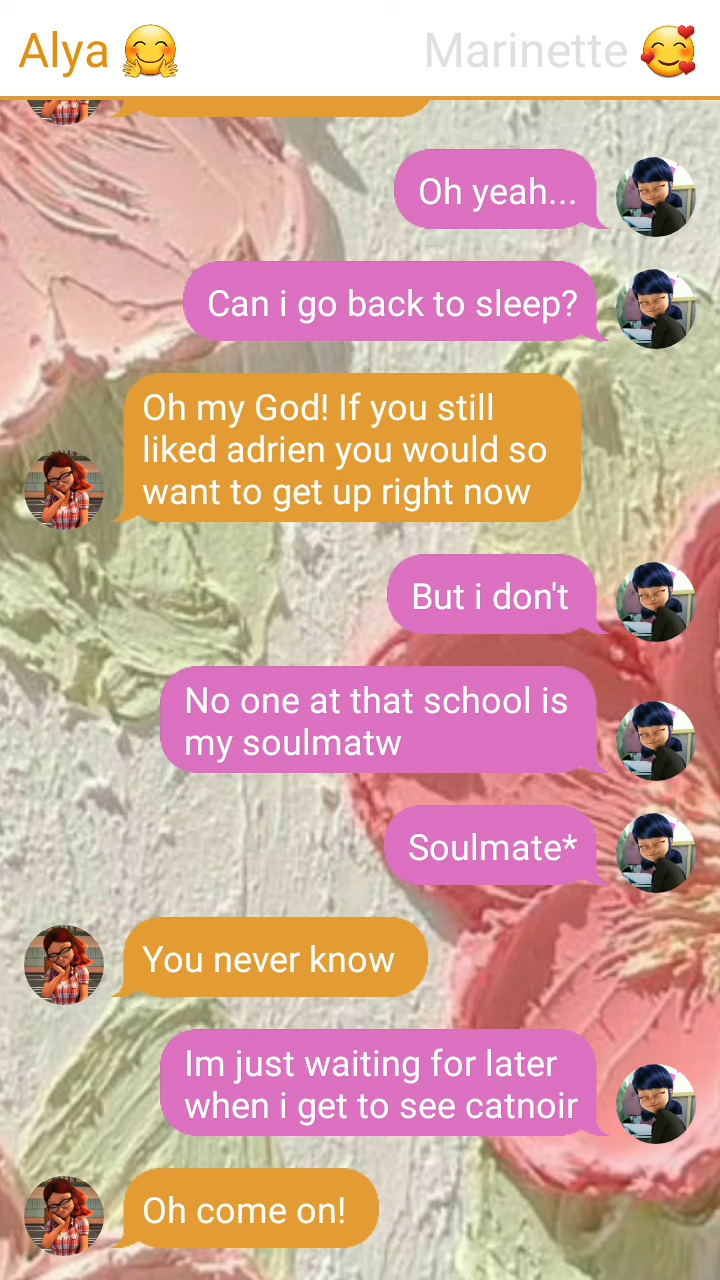 Alya 🤗 Marinette 🥰
Oh yeah...
Can i go back to sleep?
Oh my God! If you still
liked adrien you would so
want to get up right now
But i don't
No one at that school is
my soulmatw
Soulmate*
You never know
Im just waiting for later
when i get to see catnoir
Oh come on!